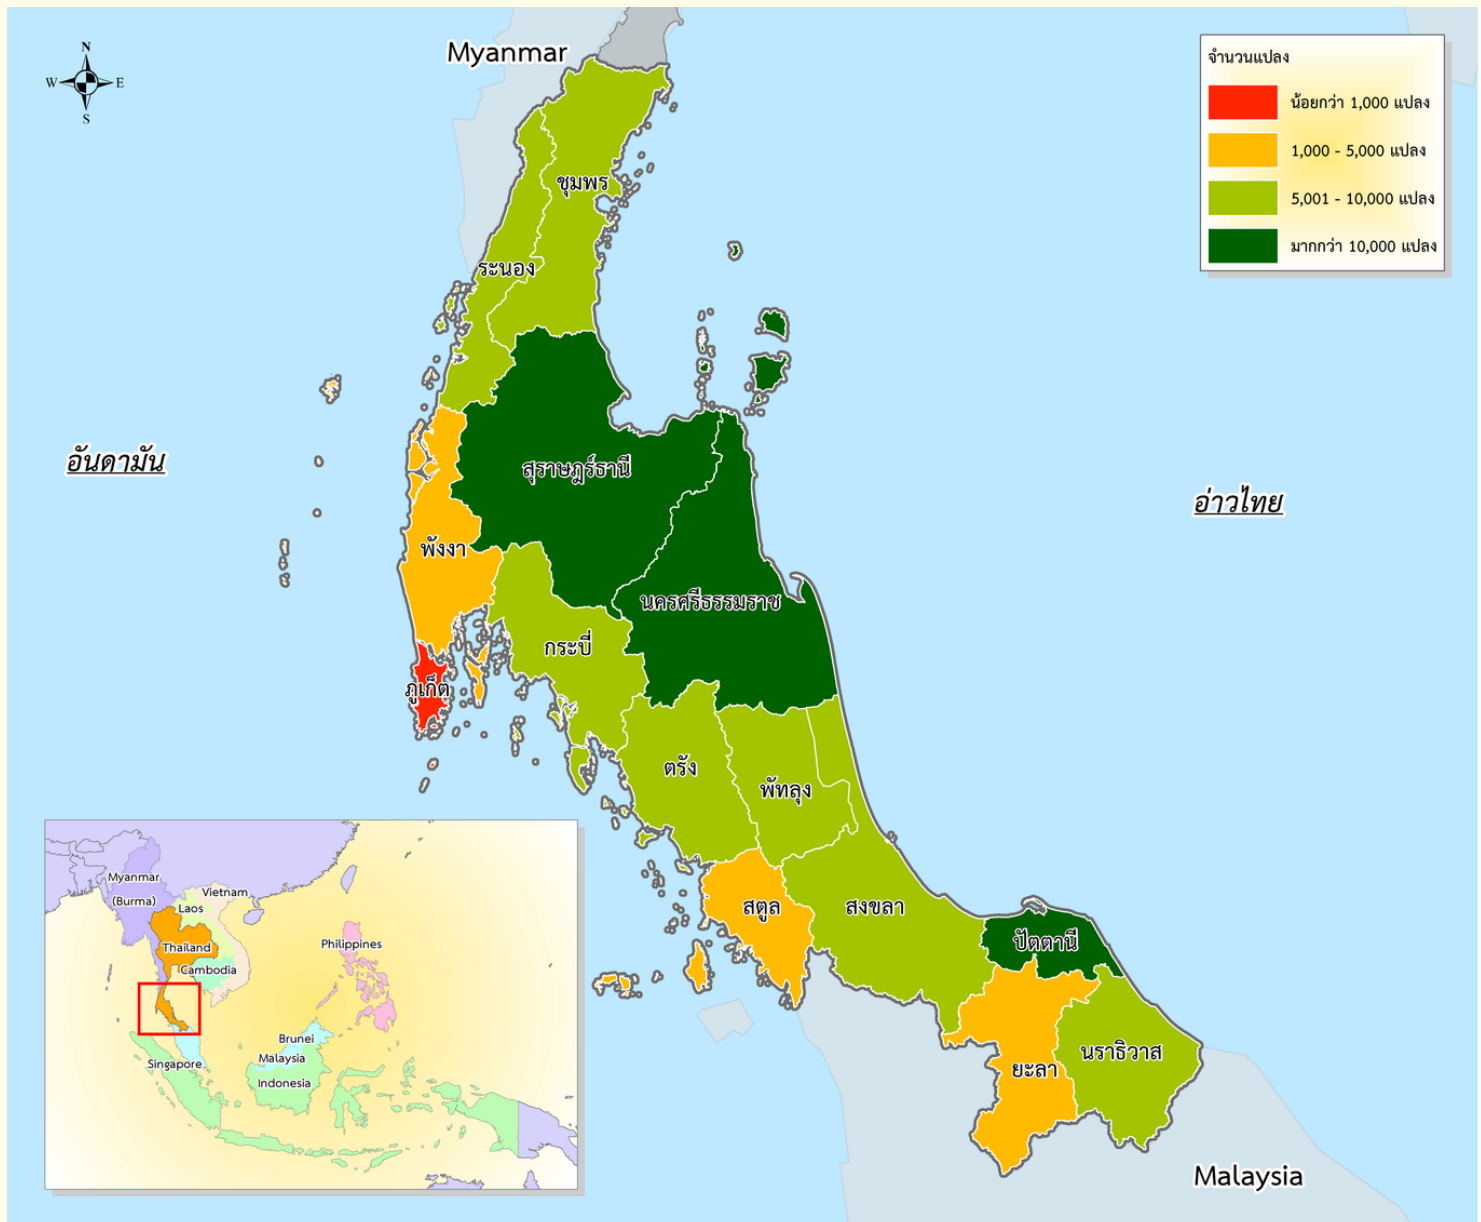 Myanmar
N
W
E
S
จำนวนแปลง
น้อยกว่า 1,000 แปลง
1,000 - 5,000 แปลง
5,001 - 10,000 แปลง
มากกว่า 10,000 แปลง
ชุมพร
ระนอง
อันดามัน
สุราษฎร์ธานี
อ่าวไทย
พังงา
นครศรีธรรมราช
กระบี่
ภูเก็ต
ตรัง
พัทลุง
สตูล
สงขลา
ปัตตานี
ยะลา
นราธิวาส
Malaysia
Myanmar
(Burma)
Vietnam
Laos
Thailand
Philippines
Cambodia
Brunei
Malaysia
Singapore
Indonesia